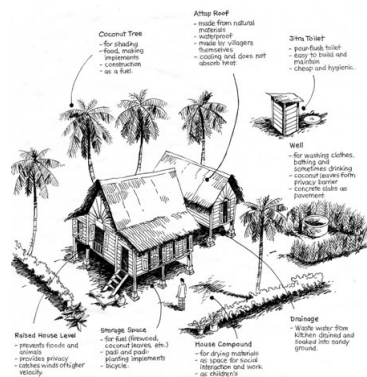 Attap Roof
- made from natural
materials
- waterproof
- made by villagers
themselves
- cooling and does not
absorb heat.
Coconut Tree
- for shading
- food, making
implements
- construction
- as a fuel.
Jitra Toilet
- pour-flush toilet
- easy to build and
maintain
- cheap and hygienic.
Well
- for washing clothes,
bathing and
sometimes drinking
- coconut leaves form
privacy barrier
- concrete slabs as
pavement.
Raised House Level
- prevents floods and
animals
- provides privacy
- catches winds of higher
velocity.
Storage Space
- for fuel (firewood,
coconut leaves, etc.)
- padi and padi-
planting implements
- bicycle.
House Compound
- for drying materials
- as space for social
interaction and work
- as children's
Drainage
- Waste water from
kitchen drained and
soaked into sandy
ground.